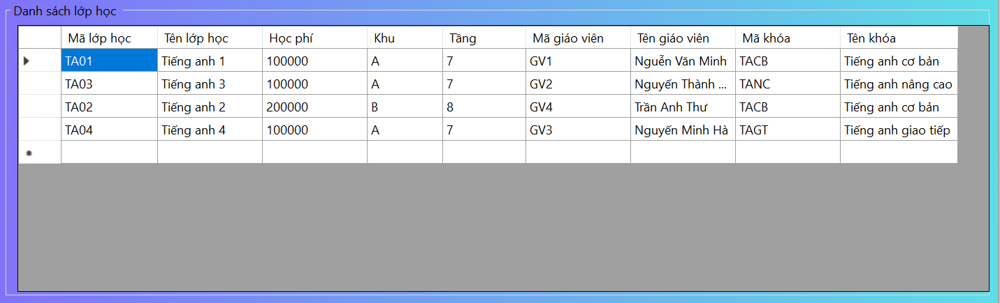 Danh sách lớp học
Mã lớp học Tên lớp học Học phí Khu Tầng Mã giáo viên Tên giáo viên Mã khóa Tên khóa
TA01 Tiếng anh 1 100000 A 7 GV1 Nguễn Văn Minh TACB Tiếng anh cơ bản
TA03 Tiếng anh 3 100000 A 7 GV2 Nguyến Thành ... TANC Tiếng anh nâng cao
TA02 Tiếng anh 2 200000 B 8 GV4 Trần Anh Thư TACB Tiếng anh cơ bản
TA04 Tiếng anh 4 100000 A 7 GV3 Nguyến Minh Hà TAGT Tiếng anh giao tiếp